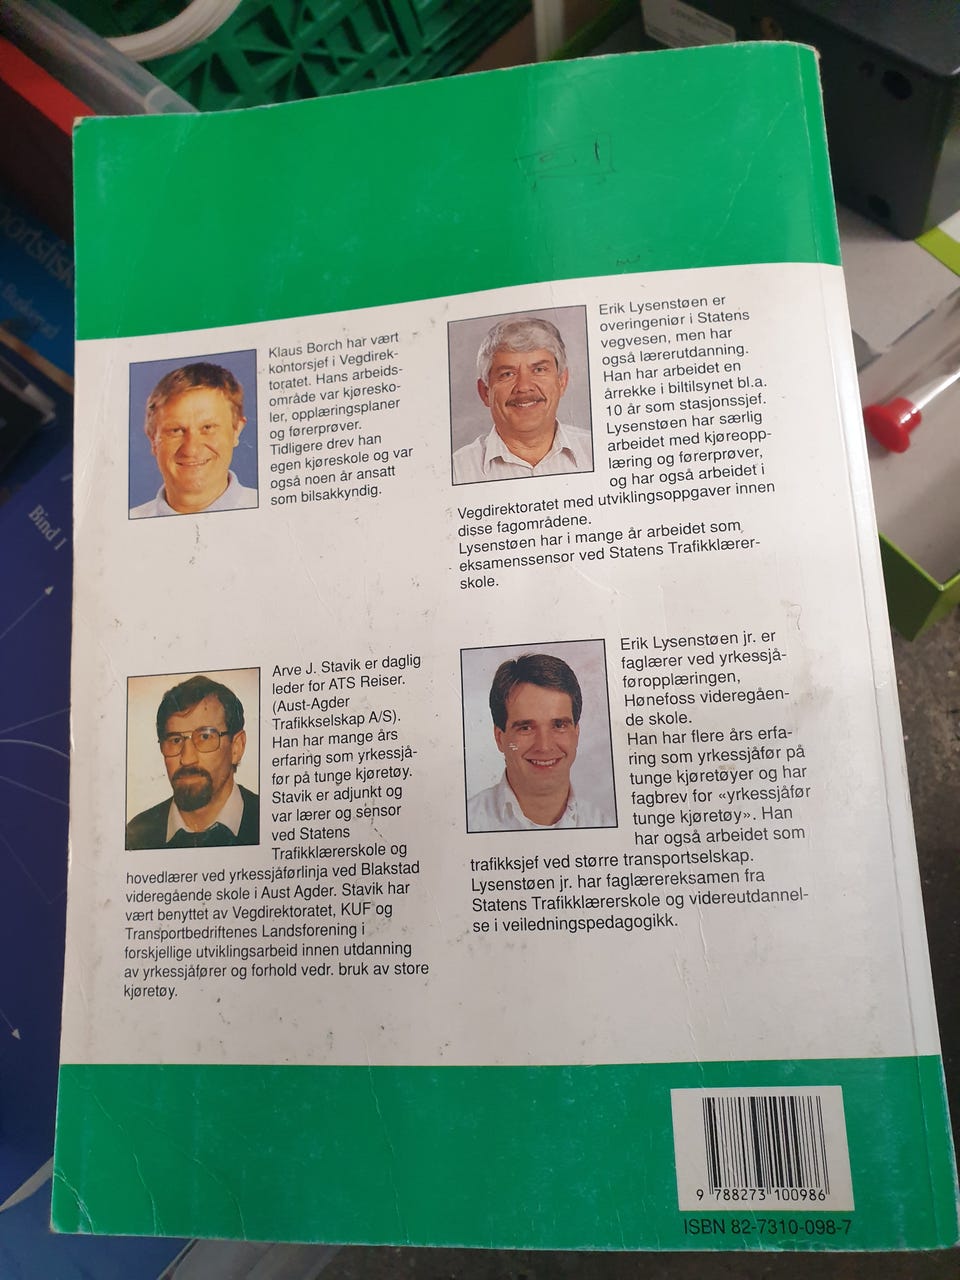 Klaus Borch har vært
kontorsjef i Vegdirek-
toratet. Hans arbeids-
område var kjøresko-
ler, opplæringsplaner
og førerprøver.
Tidligere drev han
egen kjøreskole og var
også noen år ansatt
som bilsakkyndig.
Erik Lysenstøen er
overingeniør i Statens
vegvesen, men har
også lærerutdanning.
Han har arbeidet en
årrekke i biltilsynet bl.a.
10 år som stasjonssjef.
Lysenstøen har særlig
arbeidet med kjøreopp-
læring og førerprøver,
og har også arbeidet i
Vegdirektoratet med utviklingsoppgaver innen
disse fagområdene.
Lysenstøen har i mange år arbeidet som
eksamenssensor ved Statens Trafikklærer-
skole.
Arve J. Stavik er daglig
leder for ATS Reiser.
(Aust-Agder
Trafikkselskap A/S).
Han har mange års
erfaring som yrkessjå-
før på tunge kjøretøy.
Stavik er adjunkt og
var lærer og sensor
ved Statens
Trafikklærerskole og
hovedlærer ved yrkessjåførlinja ved Blakstad
videregående skole i Aust Agder. Stavik har
vært benyttet av Vegdirektoratet, KUF og
Transportbedriftenes Landsforening i
forskjellige utviklingsarbeid innen utdanning
av yrkessjåfører og forhold vedr. bruk av store
kjøretøy.
Erik Lysenstøen jr. er
faglærer ved yrkessjå-
føropplæringen,
Hønefoss videregåen-
de skole.
Han har flere års erfa-
ring som yrkessjåfør på
tunge kjøretøyer og har
fagbrev for «yrkessjåfør
tunge kjøretøy». Han
har også arbeidet som
trafikksjef ved større transportselskap.
Lysenstøen jr. har faglærereksamen fra
Statens Trafikklærerskole og videreutdannel-
se i veiledningspedagogikk.
9 788273 100986
ISBN 82-7310-098-7
Bind 1